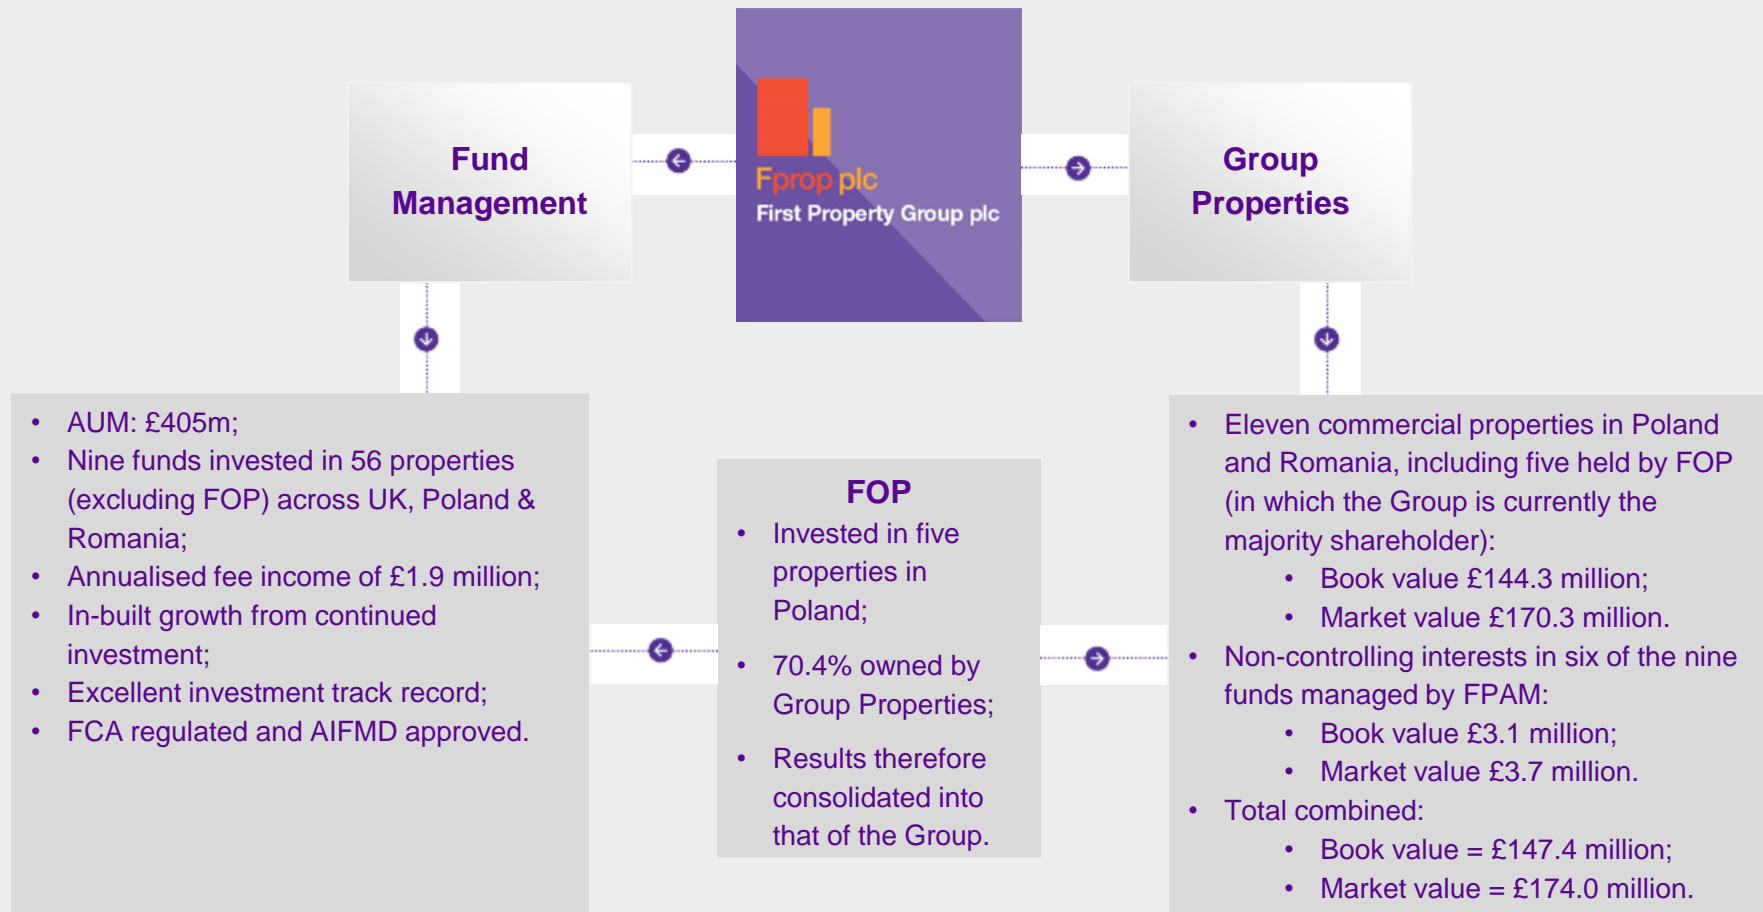 Fund
Management
Fprop plc
First Property Group plc
Group
Properties
• AUM: £405m;
• Nine funds invested in 56 properties
(excluding FOP) across UK, Poland &
Romania;
• Annualised fee income of £1.9 million;
• In-built growth from continued
investment;
• Excellent investment track record;
• FCA regulated and AIFMD approved.
FOP
• Invested in five
properties in
Poland;
• 70.4% owned by
Group Properties;
• Results therefore
consolidated into
that of the Group.
• Eleven commercial properties in Poland
and Romania, including five held by FOP
(in which the Group is currently the
majority shareholder):
• Book value £144.3 million;
• Market value £170.3 million.
• Non-controlling interests in six of the nine
funds managed by FPAM:
• Book value £3.1 million;
• Market value £3.7 million.
• Total combined:
• Book value = £147.4 million;
• Market value = £174.0 million.